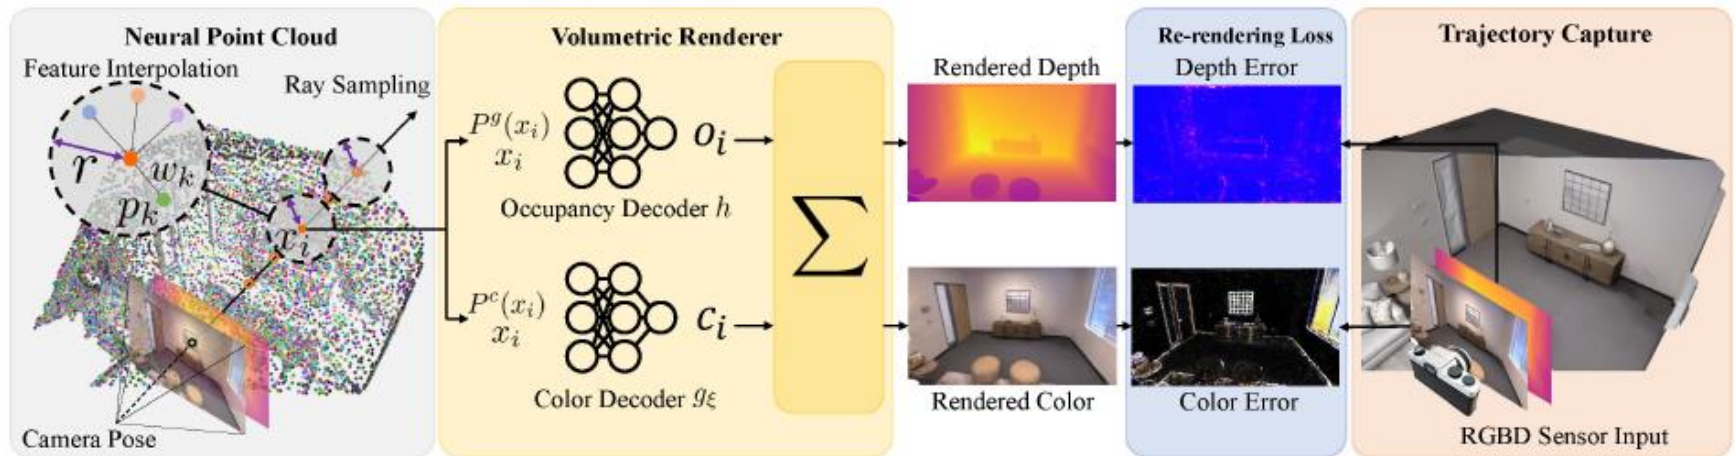 Neural Point Cloud
Feature Interpolation
Ray Sampling
r
w_k
p_k
x_i
Camera Pose
Volumetric Renderer
P^g(x_i)
x_i
o_i
Occupancy Decoder h
P^c(x_i)
x_i
c_i
Color Decoder g_ξ
∑
Rendered Depth
Rendered Color
Re-rendering Loss
Depth Error
Color Error
Trajectory Capture
RGBD Sensor Input